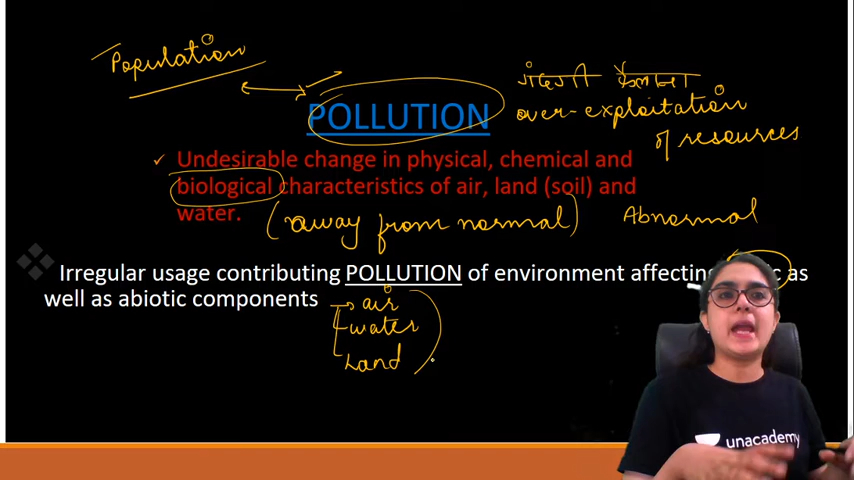 Population
POLLUTION
गंदगी फैलाना
over-exploitation
of resources
Undesirable change in physical, chemical and
biological characteristics of air, land (soil) and
water.
(away from normal)
Abnormal
Irregular usage contributing POLLUTION of environment affecting as
well as abiotic components
air
water
Land
unacademy